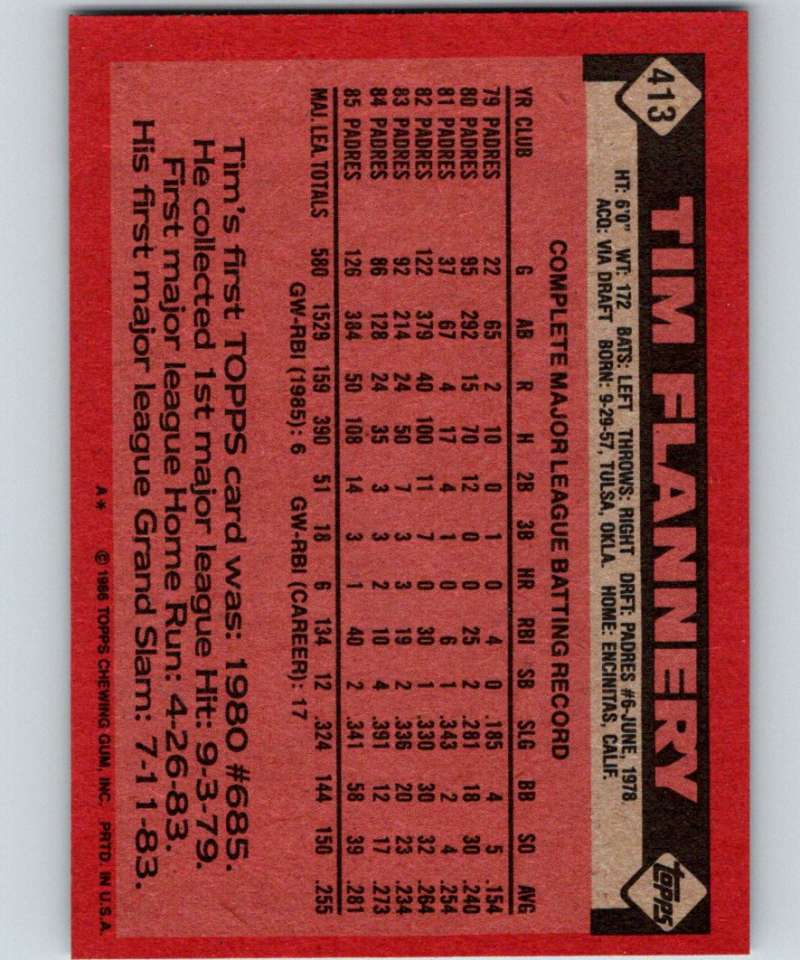 413
TIM FLANNERY
topps
HT: 6'0" WT: 172 BATS: LEFT THROWS: RIGHT DRFT: PADRES #6-JUNE, 1978
ACQ: VIA DRAFT BORN: 9-29-57, TULSA, OKLA. HOME: ENCINITAS, CALIF.
COMPLETE MAJOR LEAGUE BATTING RECORD
YR CLUB G AB R H 2B 3B HR RBI SB SLG BB SO AVG
79 PADRES 22 65 2 10 0 1 0 4 0 .185 4 5 .154
80 PADRES 95 292 15 70 12 0 0 25 2 .281 18 30 .240
81 PADRES 37 67 4 17 4 1 0 6 1 .343 2 4 .254
82 PADRES 122 379 40 100 11 7 0 30 1 .330 30 32 .264
83 PADRES 92 214 24 50 7 3 3 19 2 .336 20 23 .234
84 PADRES 86 128 24 35 3 3 2 10 4 .391 12 17 .273
85 PADRES 126 384 50 108 14 3 1 40 2 .341 58 39 .281
MAJ. LEA. TOTALS 580 1529 159 390 51 18 6 134 12 .324 144 150 .255
GW-RBI (1985): 6 GW-RBI (CAREER): 17
Tim's first TOPPS card was: 1980 #685.
He collected 1st major league Hit: 9-3-79.
First major league Home Run: 4-26-83.
His first major league Grand Slam: 7-11-83.
A* © 1986 TOPPS CHEWING GUM, INC. PRTD. IN U.S.A.